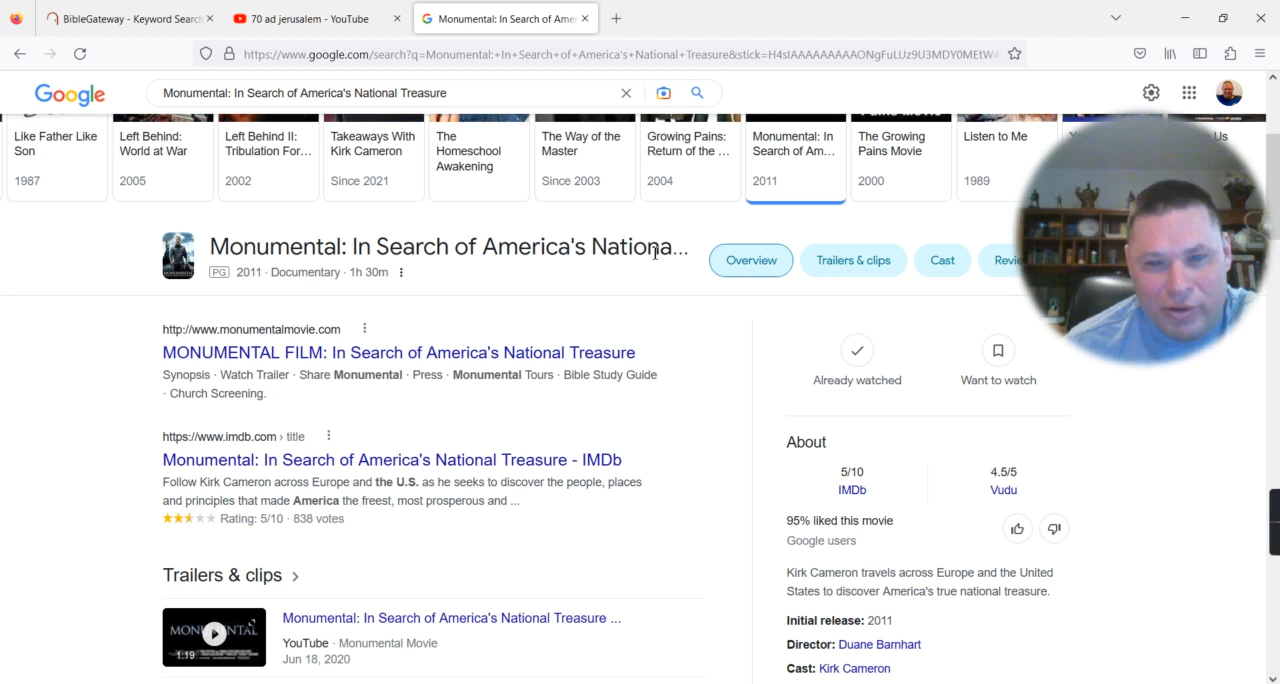 BibleGateway - Keyword Search
70 ad jerusalem - YouTube
Monumental: In Search of Amer
https://www.google.com/search?q=Monumental:+In+Search+of+America's+National+Treasure&stick=H4sIAAAAAAAAAONgFuLUz9U3MDY0MEtW4
Google
Monumental: In Search of America's National Treasure
Like Father Like Son
1987
Left Behind: World at War
2005
Left Behind II: Tribulation For...
2002
Takeaways With Kirk Cameron
Since 2021
The Homeschool Awakening
The Way of the Master
Since 2003
Growing Pains: Return of the ...
2004
Monumental: In Search of Am...
2011
The Growing Pains Movie
2000
Listen to Me
1989
Us
Monumental: In Search of America's Nationa...
PG 2011 · Documentary · 1h 30m
Overview
Trailers & clips
Cast
Revie
http://www.monumentalmovie.com
MONUMENTAL FILM: In Search of America's National Treasure
Synopsis · Watch Trailer · Share Monumental · Press · Monumental Tours · Bible Study Guide
· Church Screening.
https://www.imdb.com › title
Monumental: In Search of America's National Treasure - IMDb
Follow Kirk Cameron across Europe and the U.S. as he seeks to discover the people, places
and principles that made America the freest, most prosperous and ...
Rating: 5/10 · 838 votes
Trailers & clips
MONUMENTAL
1:19
Monumental: In Search of America's National Treasure ...
YouTube · Monumental Movie
Jun 18, 2020
Already watched
Want to watch
About
5/10
IMDb
4.5/5
Vudu
95% liked this movie
Google users
Kirk Cameron travels across Europe and the United
States to discover America's true national treasure.
Initial release: 2011
Director: Duane Barnhart
Cast: Kirk Cameron